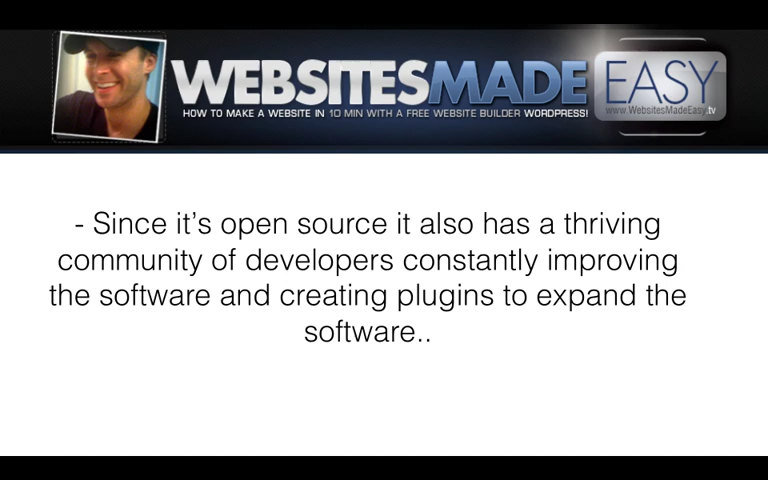 WEBSITESMADE EASY
HOW TO MAKE A WEBSITE IN 10 MIN WITH A FREE WEBSITE BUILDER WORDPRESS!
www.WebsitesMadeEasy.tv
- Since it’s open source it also has a thriving
community of developers constantly improving
the software and creating plugins to expand the
software..